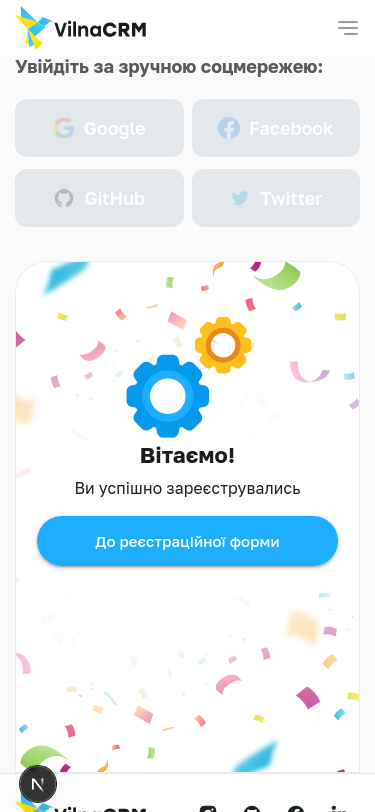 VilnaCRM
Увійдіть за зручною соцмережею:
Google
Facebook
GitHub
Twitter
Вітаємо!
Ви успішно зареєструвались
До реєстраційної форми
N
VilnaCRM